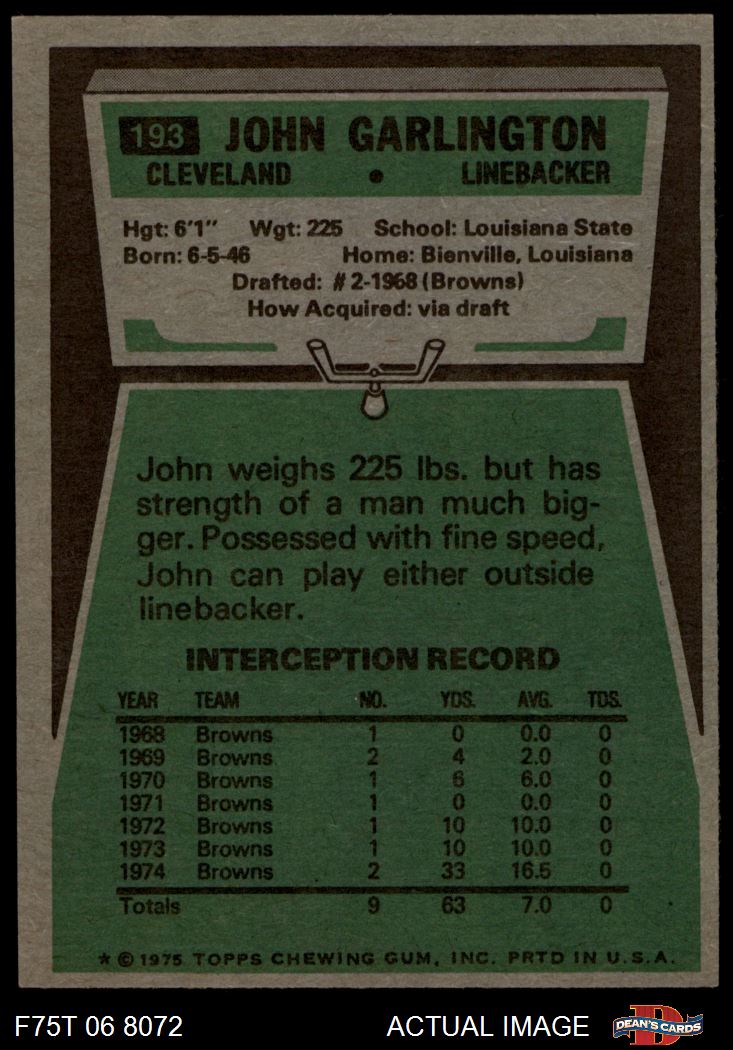 193 JOHN GARLINGTON
CLEVELAND • LINEBACKER
Hgt: 6'1" Wgt: 225 School: Louisiana State
Born: 6-5-46 Home: Bienville, Louisiana
Drafted: #2-1968 (Browns)
How Acquired: via draft
John weighs 225 lbs. but has
strength of a man much big-
ger. Possessed with fine speed,
John can play either outside
linebacker.
INTERCEPTION RECORD
YEAR TEAM NO. YDS. AVG. TDS.
1968 Browns 1 0 0.0 0
1969 Browns 2 4 2.0 0
1970 Browns 1 6 6.0 0
1971 Browns 1 0 0.0 0
1972 Browns 1 10 10.0 0
1973 Browns 1 10 10.0 0
1974 Browns 2 33 16.5 0
Totals 9 63 7.0 0
* © 1975 TOPPS CHEWING GUM, INC. PRTD IN U.S.A.
F75T 06 8072 ACTUAL IMAGE D DEAN'S CARDS